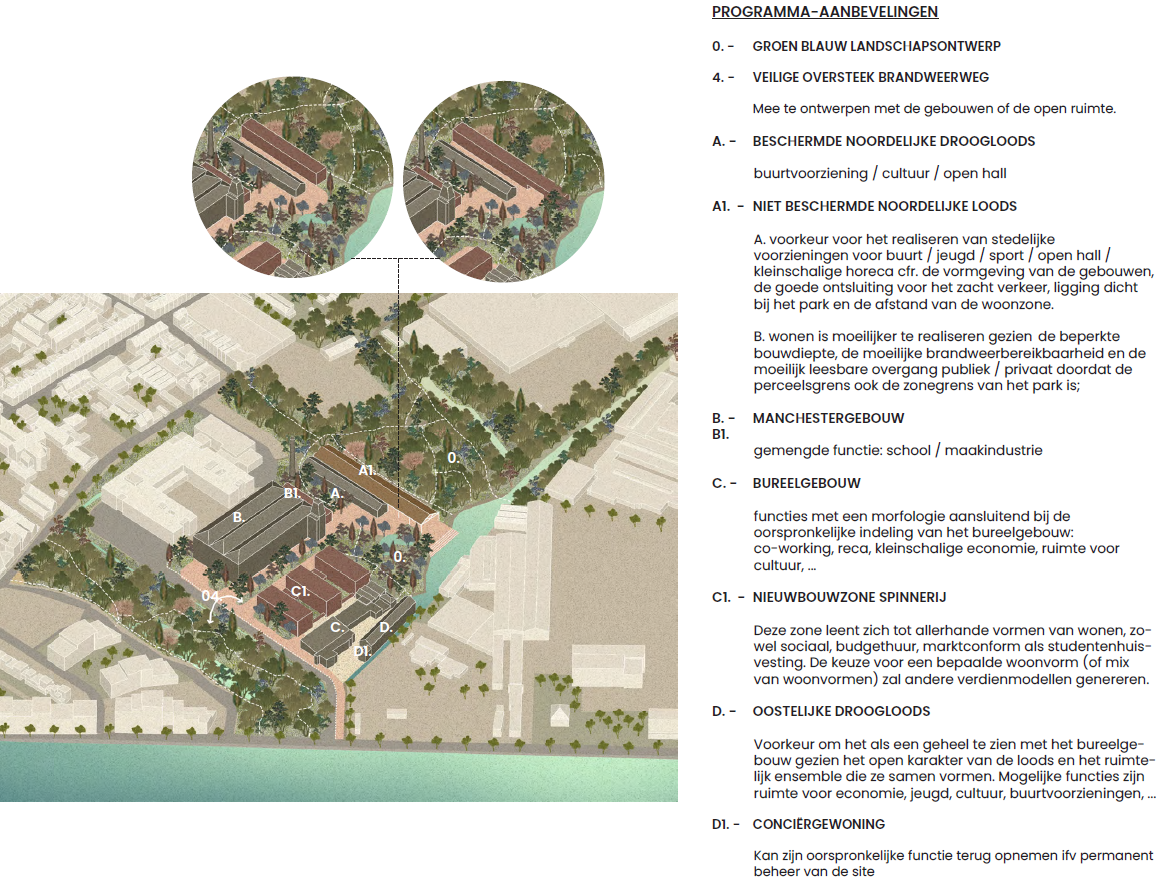 PROGRAMMA-AANBEVELINGEN
0. - GROEN BLAUW LANDSCHAPSONTWERP
4. - VEILIGE OVERSTEEK BRANDWEERWEG
Mee te ontwerpen met de gebouwen of de open ruimte.
A. - BESCHERMDE NOORDELIJKE DROOGLOODS
buurtvoorziening / cultuur / open hall
A1. - NIET BESCHERMDE NOORDELIJKE LOODS
A. voorkeur voor het realiseren van stedelijke
voorzieningen voor buurt / jeugd / sport / open hall /
kleinschalige horeca cfr. de vormgeving van de gebouwen,
de goede ontsluiting voor het zacht verkeer, ligging dicht
bij het park en de afstand van de woonzone.
B. wonen is moeilijker te realiseren gezien de beperkte
bouwdiepte, de moeilijke brandweerbereikbaarheid en de
moeilijk leesbare overgang publiek / privaat doordat de
perceelsgrens ook de zonegrens van het park is;
B. - MANCHESTERGEBOUW
B1.
gemengde functie: school / maakindustrie
C. - BUREELGEBOUW
functies met een morfologie aansluitend bij de
oorspronkelijke indeling van het bureelgebouw:
co-working, reca, kleinschalige economie, ruimte voor
cultuur, ...
C1. - NIEUWBOUWZONE SPINNERIJ
Deze zone leent zich tot allerhande vormen van wonen, zo-
wel sociaal, budgethuur, marktconform als studentenhuis-
vesting. De keuze voor een bepaalde woonvorm (of mix
van woonvormen) zal andere verdienmodellen genereren.
D. - OOSTELIJKE DROOGLOODS
Voorkeur om het als een geheel te zien met het bureelge-
bouw gezien het open karakter van de loods en het ruimte-
lijk ensemble die ze samen vormen. Mogelijke functies zijn
ruimte voor economie, jeugd, cultuur, buurtvoorzieningen, ...
D1. - CONCIËRGEWONING
Kan zijn oorspronkelijke functie terug opnemen ifv permanent
beheer van de site
0.
A1.
B1.
A.
B.
0.
C1.
04.
C.
D.
D1.